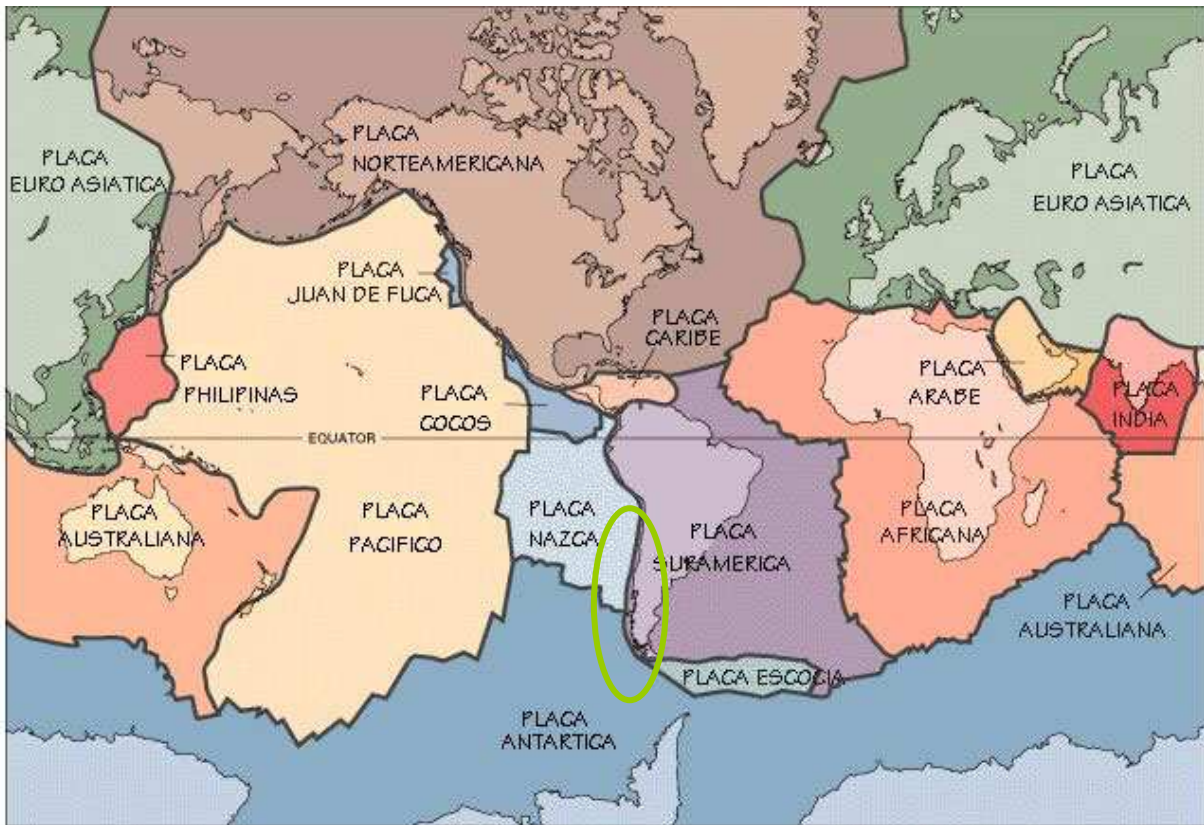 PLACA
NORTEAMERICANA
PLACA
EURO ASIATICA
PLACA
EURO ASIATICA
PLACA
JUAN DE FUCA
PLACA
CARIBE
PLACA
PHILIPINAS
PLACA
COCOS
PLACA
ARABE
PLACA
INDIA
EQUATOR
PLACA
AUSTRALIANA
PLACA
PACIFICO
PLACA
NAZCA
PLACA
SURAMERICA
PLACA
AFRICANA
PLACA
AUSTRALIANA
PLACA ESCOCIA
PLACA
ANTARTICA